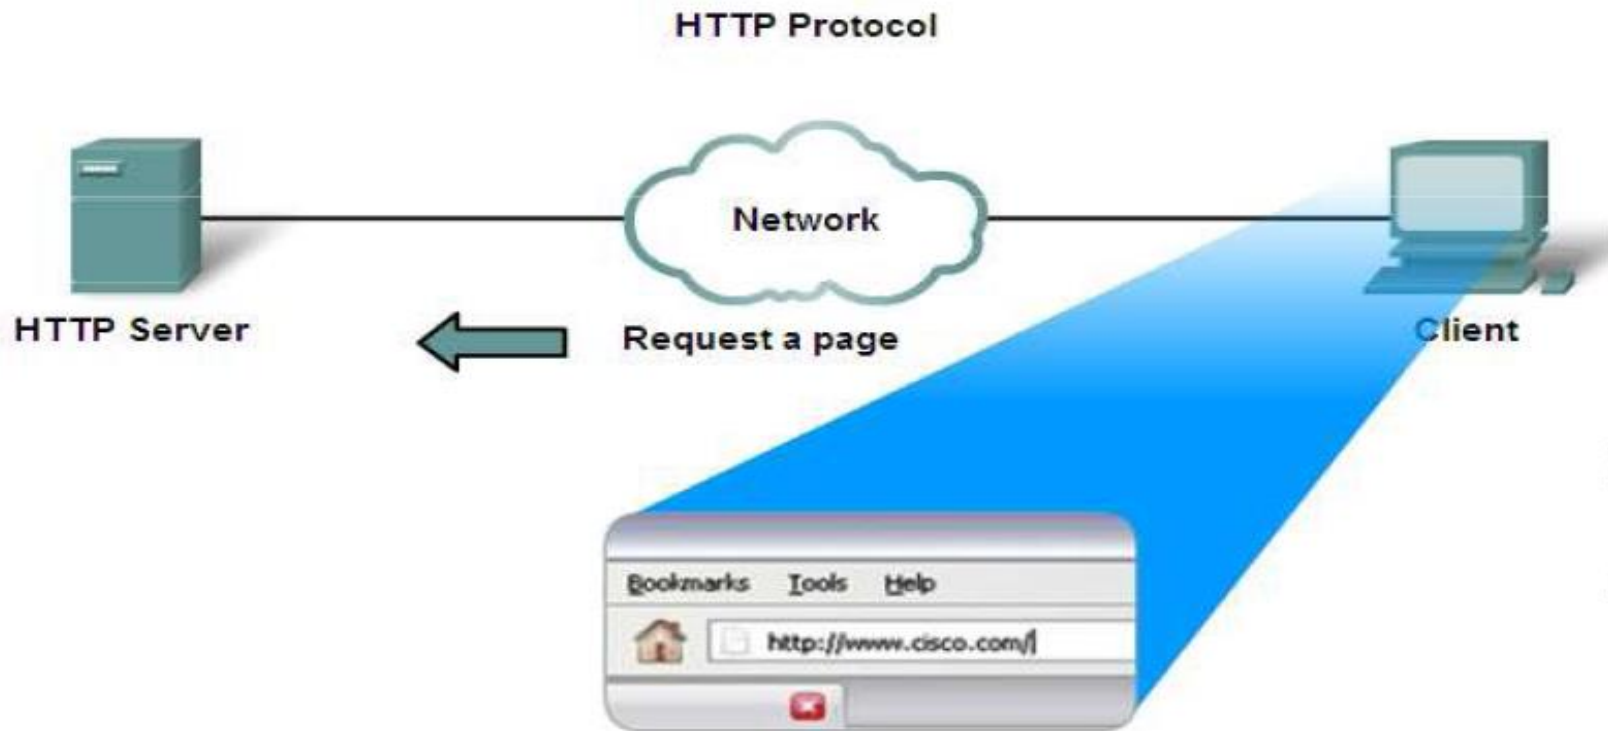 HTTP Protocol
Network
HTTP Server
Request a page
Client
Bookmarks Tools Help
http://www.cisco.com/